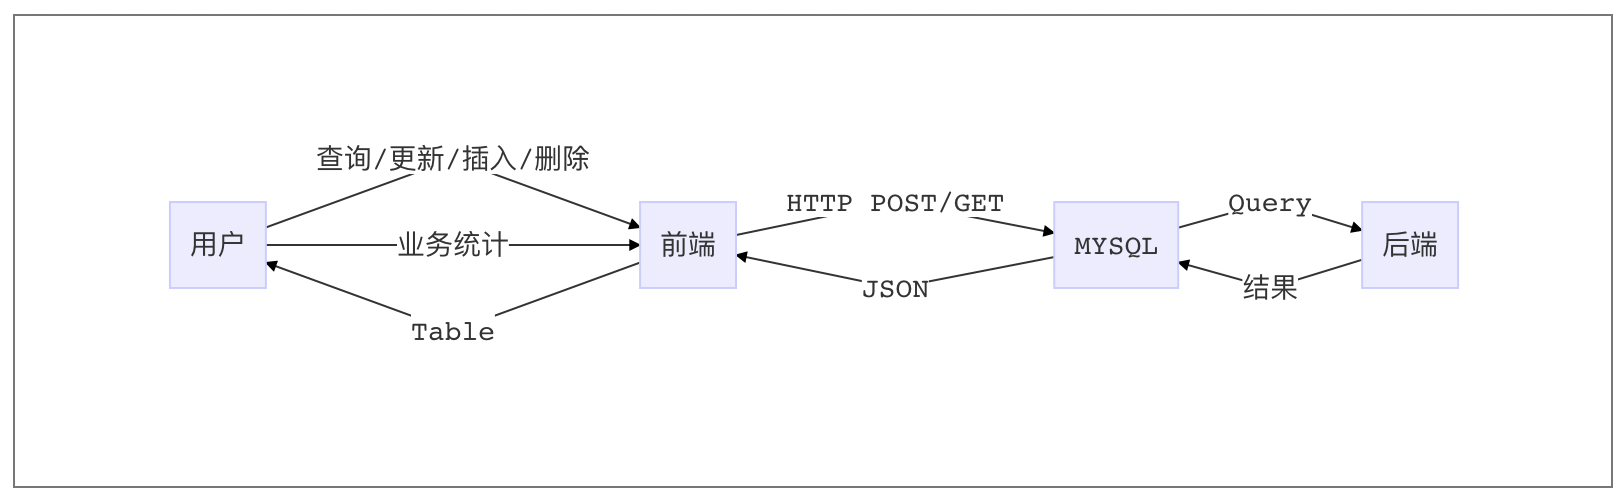 查询/更新/插入/删除
用户
业务统计
前端
Table
HTTP POST/GET
JSON
MYSQL
Query
结果
后端